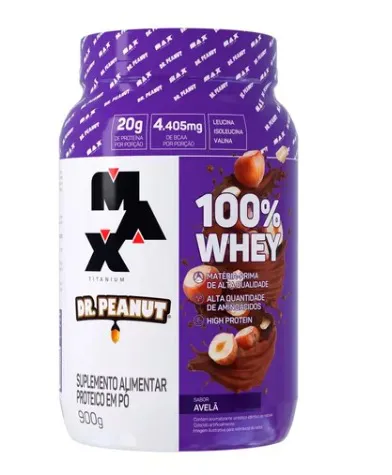 MAX
DR. PEANUT
20g
DE PROTEÍNA
POR PORÇÃO
4.405mg
DE BCAA
POR PORÇÃO
LEUCINA
ISOLEUCINA
VALINA
MAX
TITANIUM
DR. PEANUT
100%
WHEY
MATÉRIA-PRIMA
DE ALTA QUALIDADE
ALTA QUANTIDADE
DE AMINOÁCIDOS
HIGH PROTEIN
SUPLEMENTO ALIMENTAR
PROTEICO EM PÓ
900g
SABOR
AVELÃ